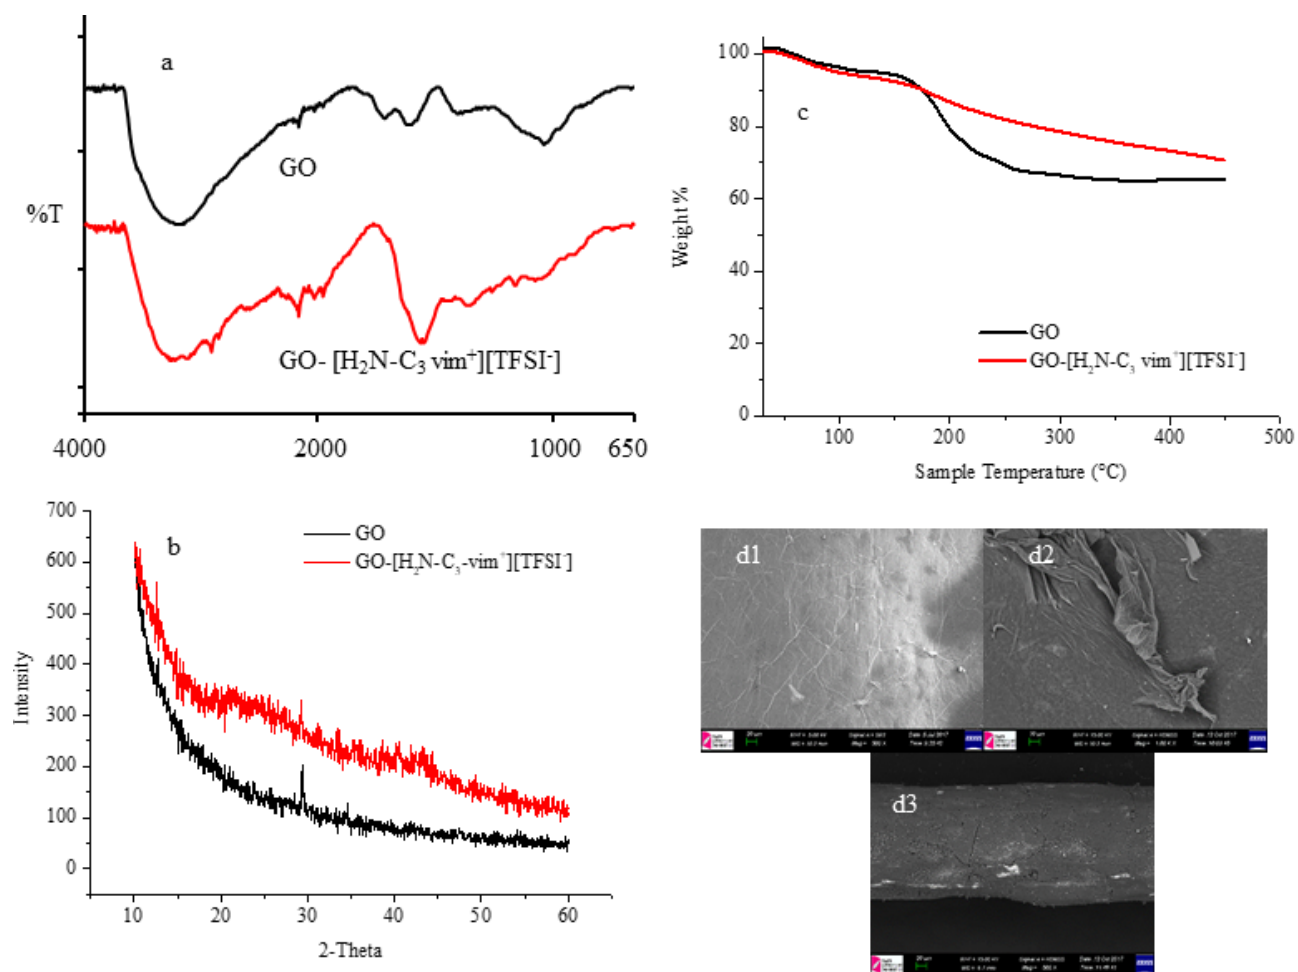 a
GO
%T
GO- [H₂N-C₃ vim⁺][TFSI⁻]
4000 2000 1000 650
c
100
80
60
40
20
0
Weight %
GO
GO-[H₂N-C₃ vim⁺][TFSI⁻]
100 200 300 400 500
Sample Temperature (°C)
b
700
600
500
400
300
200
100
0
Intensity
GO
GO-[H₂N-C₃-vim⁺][TFSI⁻]
10 20 30 40 50 60
2-Theta
d1
d2
d3